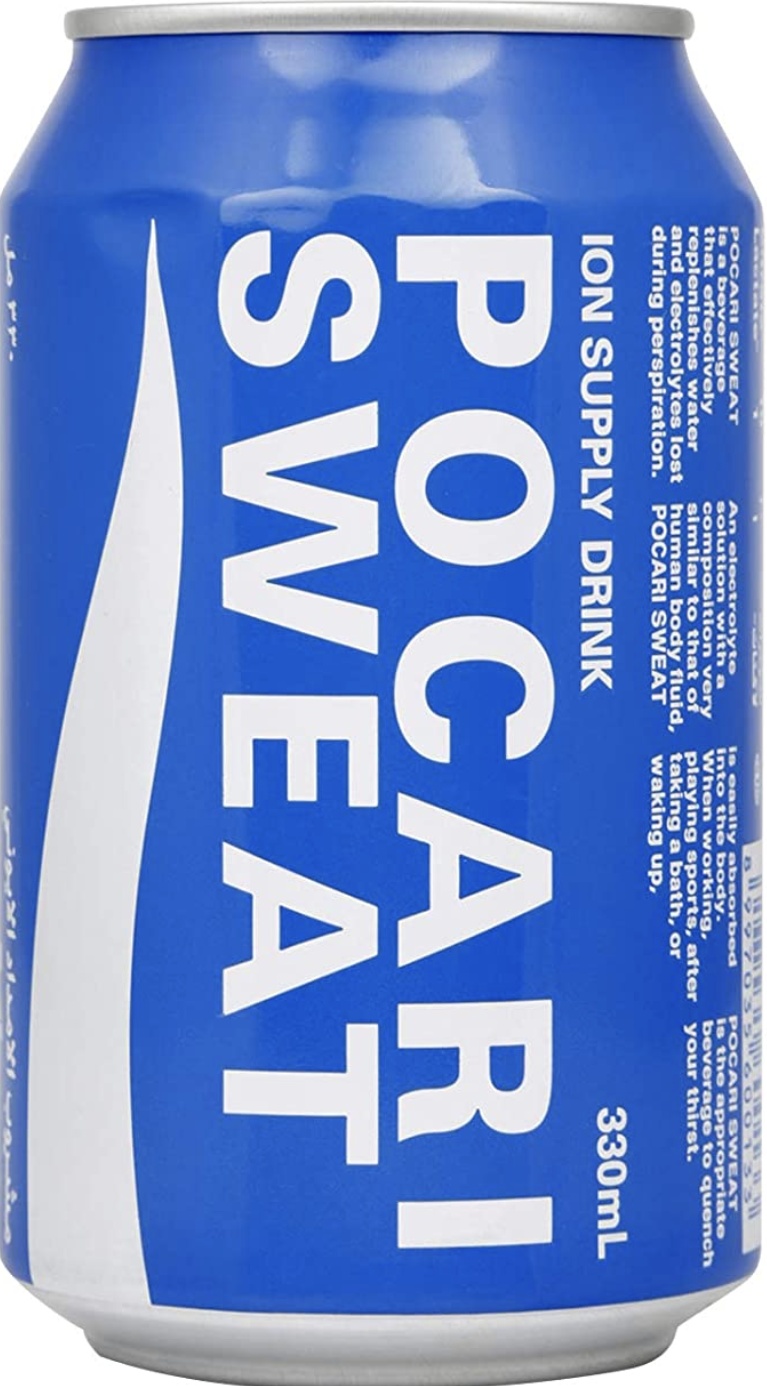 POCARI
SWEAT
ION SUPPLY DRINK
330mL
POCARI SWEAT
is a beverage
that effectively
replenishes water
and electrolytes lost
during perspiration.
An electrolyte
solution with a
composition very
similar to that of
human body fluid,
POCARI SWEAT
is easily absorbed
into the body.
When working,
playing sports, after
taking a bath, or
waking up,
POCARI SWEAT
is the appropriate
beverage to quench
your thirst.